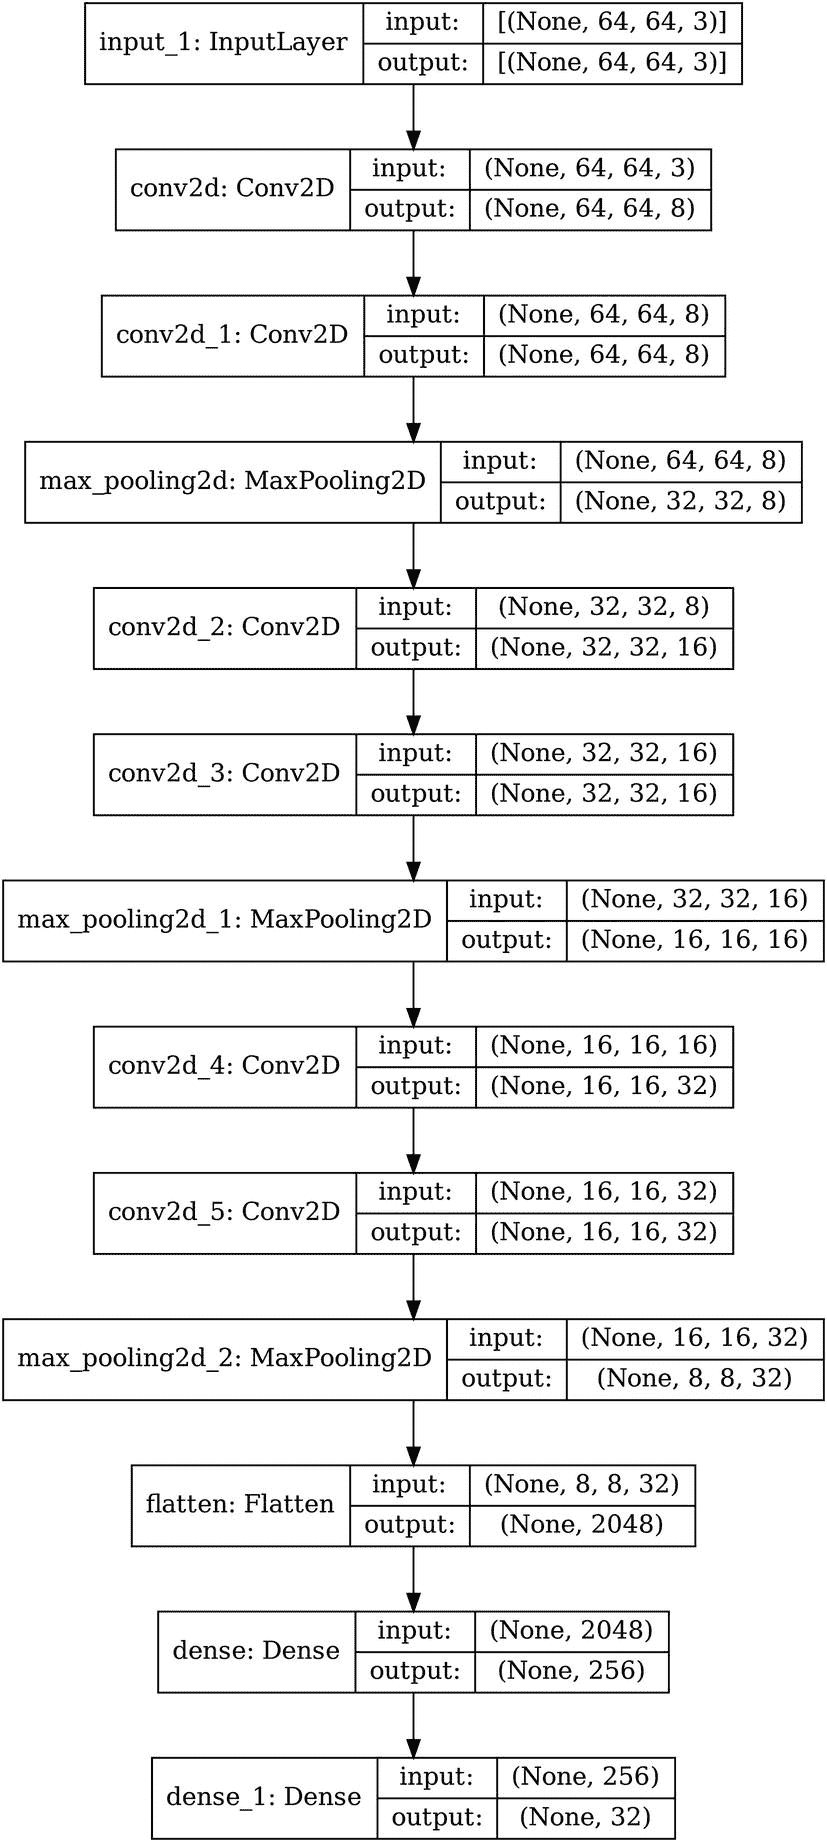 input_1: InputLayer
input: [(None, 64, 64, 3)]
output: [(None, 64, 64, 3)]
conv2d: Conv2D
input: (None, 64, 64, 3)
output: (None, 64, 64, 8)
conv2d_1: Conv2D
input: (None, 64, 64, 8)
output: (None, 64, 64, 8)
max_pooling2d: MaxPooling2D
input: (None, 64, 64, 8)
output: (None, 32, 32, 8)
conv2d_2: Conv2D
input: (None, 32, 32, 8)
output: (None, 32, 32, 16)
conv2d_3: Conv2D
input: (None, 32, 32, 16)
output: (None, 32, 32, 16)
max_pooling2d_1: MaxPooling2D
input: (None, 32, 32, 16)
output: (None, 16, 16, 16)
conv2d_4: Conv2D
input: (None, 16, 16, 16)
output: (None, 16, 16, 32)
conv2d_5: Conv2D
input: (None, 16, 16, 32)
output: (None, 16, 16, 32)
max_pooling2d_2: MaxPooling2D
input: (None, 16, 16, 32)
output: (None, 8, 8, 32)
flatten: Flatten
input: (None, 8, 8, 32)
output: (None, 2048)
dense: Dense
input: (None, 2048)
output: (None, 256)
dense_1: Dense
input: (None, 256)
output: (None, 32)